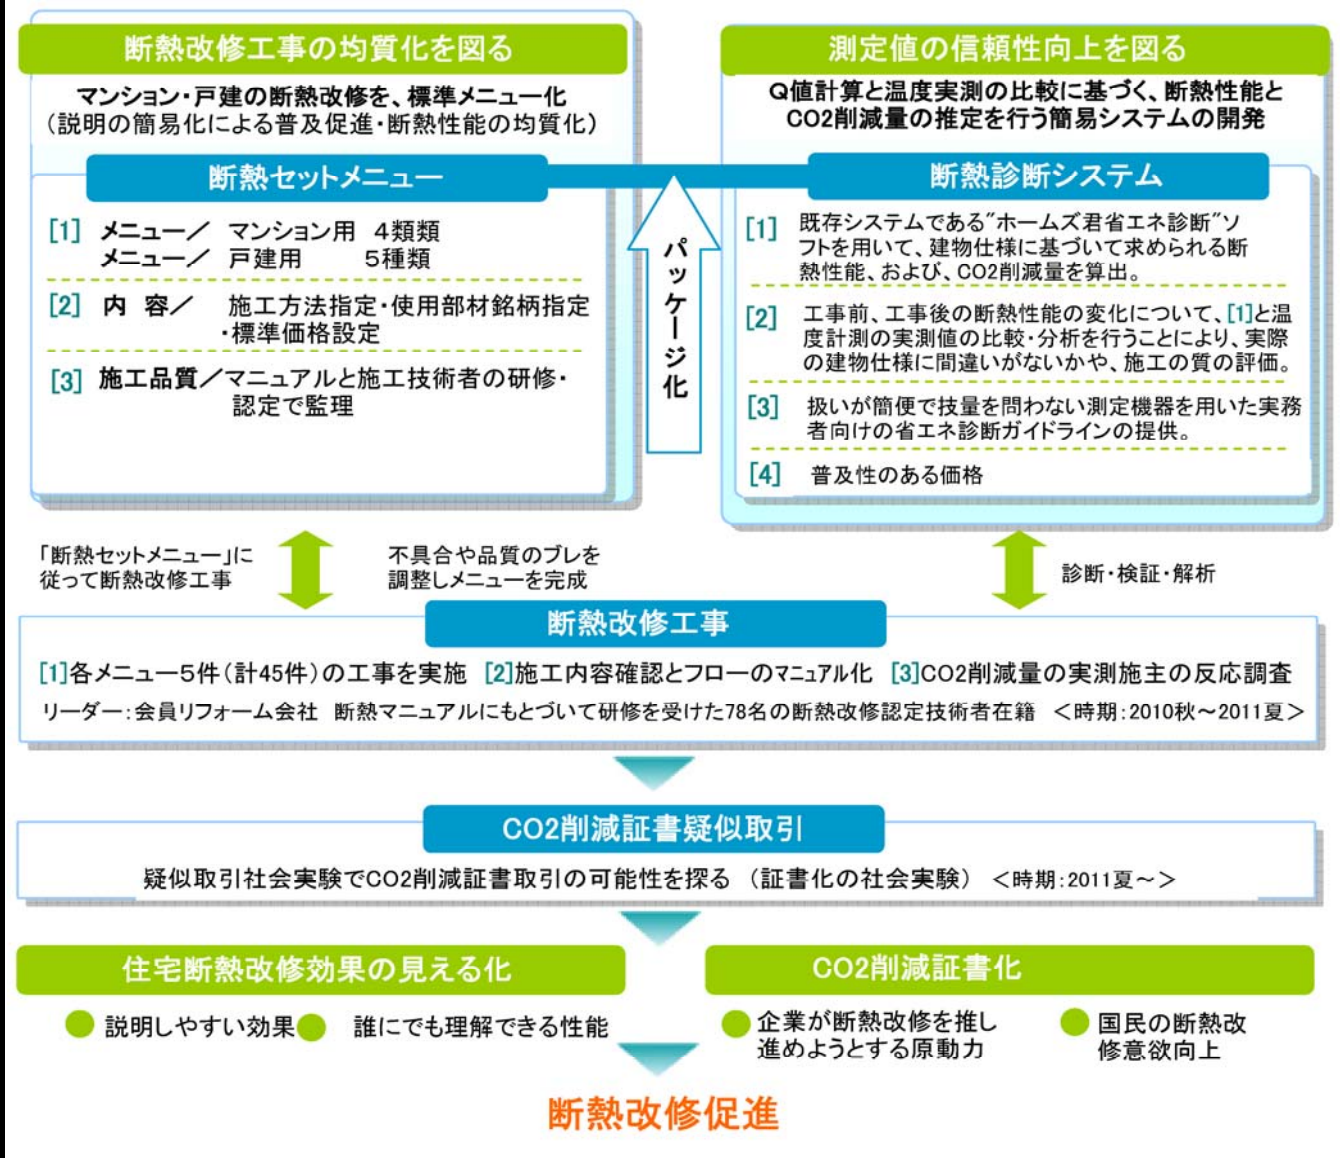 断熱改修工事の均質化を図る
マンション・戸建の断熱改修を、標準メニュー化
（説明の簡易化による普及促進・断熱性能の均質化）
断熱セットメニュー
[1] メニュー／ マンション用 4類類
メニュー／ 戸建用 5種類
[2] 内 容／ 施工方法指定・使用部材銘柄指定
・標準価格設定
[3] 施工品質／マニュアルと施工技術者の研修・
認定で監理
パッケージ化
測定値の信頼性向上を図る
Q値計算と温度実測の比較に基づく、断熱性能と
CO2削減量の推定を行う簡易システムの開発
断熱診断システム
[1] 既存システムである”ホームズ君省エネ診断”ソ
フトを用いて、建物仕様に基づいて求められる断
熱性能、および、CO2削減量を算出。
[2] 工事前、工事後の断熱性能の変化について、[1]と温
度計測の実測値の比較・分析を行うことにより、実際
の建物仕様に間違いがないかや、施工の質の評価。
[3] 扱いが簡便で技量を問わない測定機器を用いた実務
者向けの省エネ診断ガイドラインの提供。
[4] 普及性のある価格
「断熱セットメニュー」に
従って断熱改修工事
不具合や品質のブレを
調整しメニューを完成
診断・検証・解析
断熱改修工事
[1]各メニュー5件（計45件）の工事を実施 [2]施工内容確認とフローのマニュアル化 [3]CO2削減量の実測施主の反応調査
リーダー：会員リフォーム会社 断熱マニュアルにもとづいて研修を受けた78名の断熱改修認定技術者在籍 ＜時期：2010秋～2011夏＞
CO2削減証書疑似取引
疑似取引社会実験でCO2削減証書取引の可能性を探る （証書化の社会実験） ＜時期：2011夏～＞
住宅断熱改修効果の見える化
説明しやすい効果
誰にでも理解できる性能
CO2削減証書化
企業が断熱改修を推し
進めようとする原動力
国民の断熱改
修意欲向上
断熱改修促進